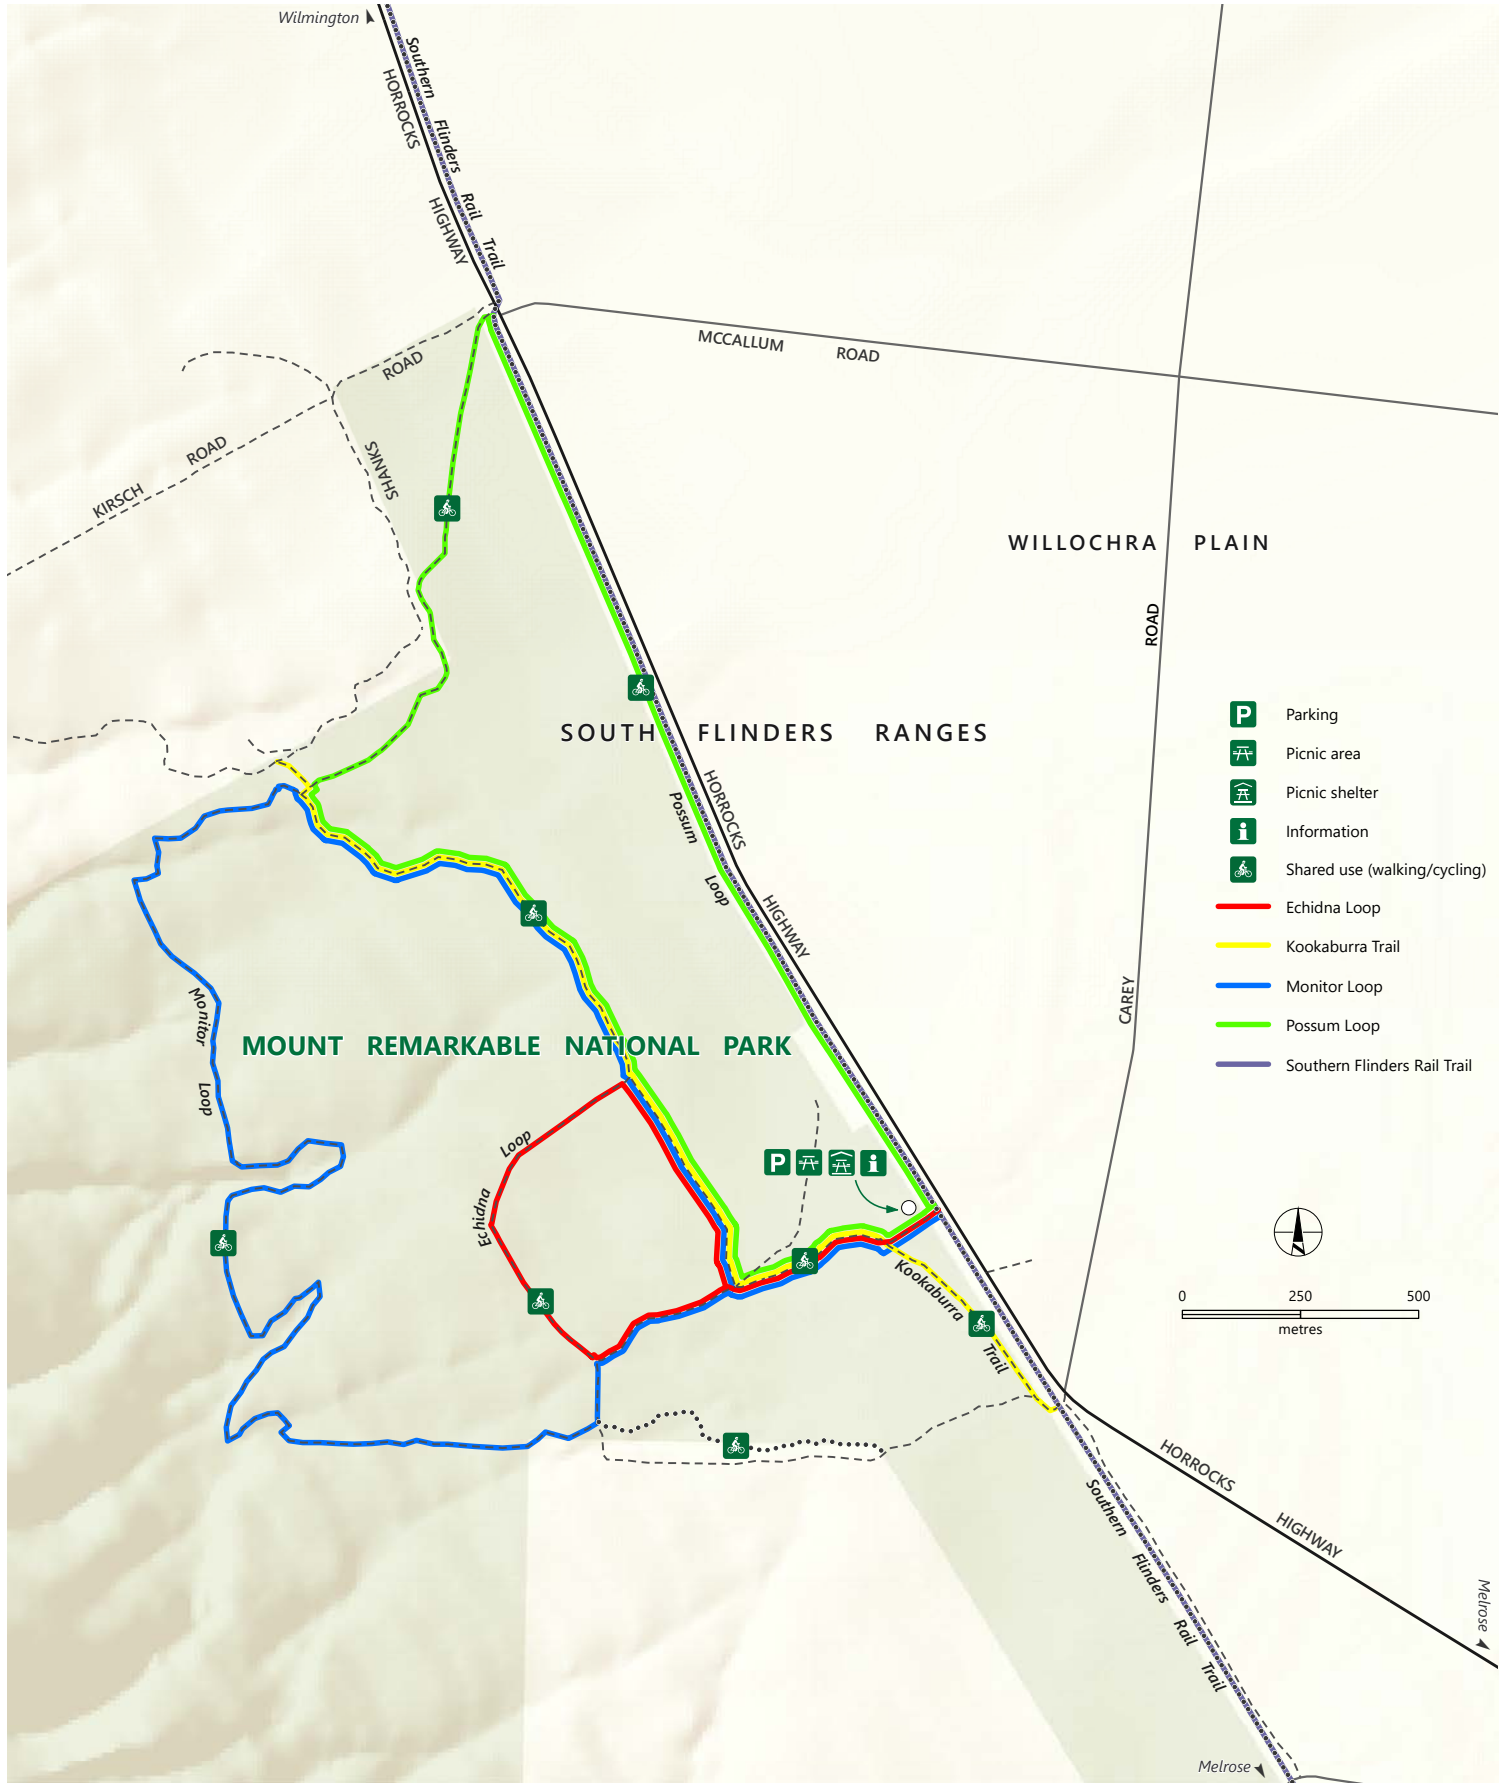 Wilmington
Southern Flinders Rail Trail
HORROCKS HIGHWAY
MCCALLUM ROAD
ROAD
SHANKS
KIRSCH ROAD
WILLOCHRA PLAIN
ROAD
CAREY
SOUTH FLINDERS RANGES
HORROCKS HIGHWAY
Possum Loop
P Parking
Picnic area
Picnic shelter
i Information
Shared use (walking/cycling)
Echidna Loop
Kookaburra Trail
Monitor Loop
Possum Loop
Southern Flinders Rail Trail
Monitor Loop
MOUNT REMARKABLE NATIONAL PARK
Echidna Loop
P i
Kookaburra Trail
N
0 250 500
metres
HORROCKS HIGHWAY
Southern Flinders Rail Trail
Melrose
Melrose